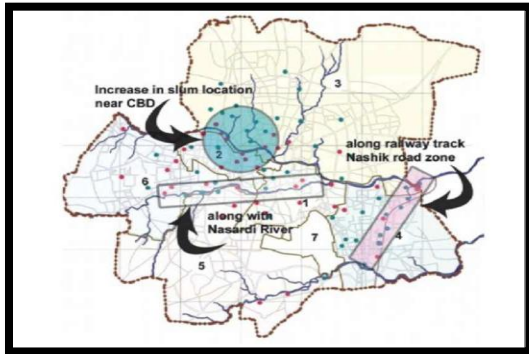 3
Increase in slum location
near CBD
2
along railway track
Nashik road zone
6
1
along with
Nasardi River
7
4
5